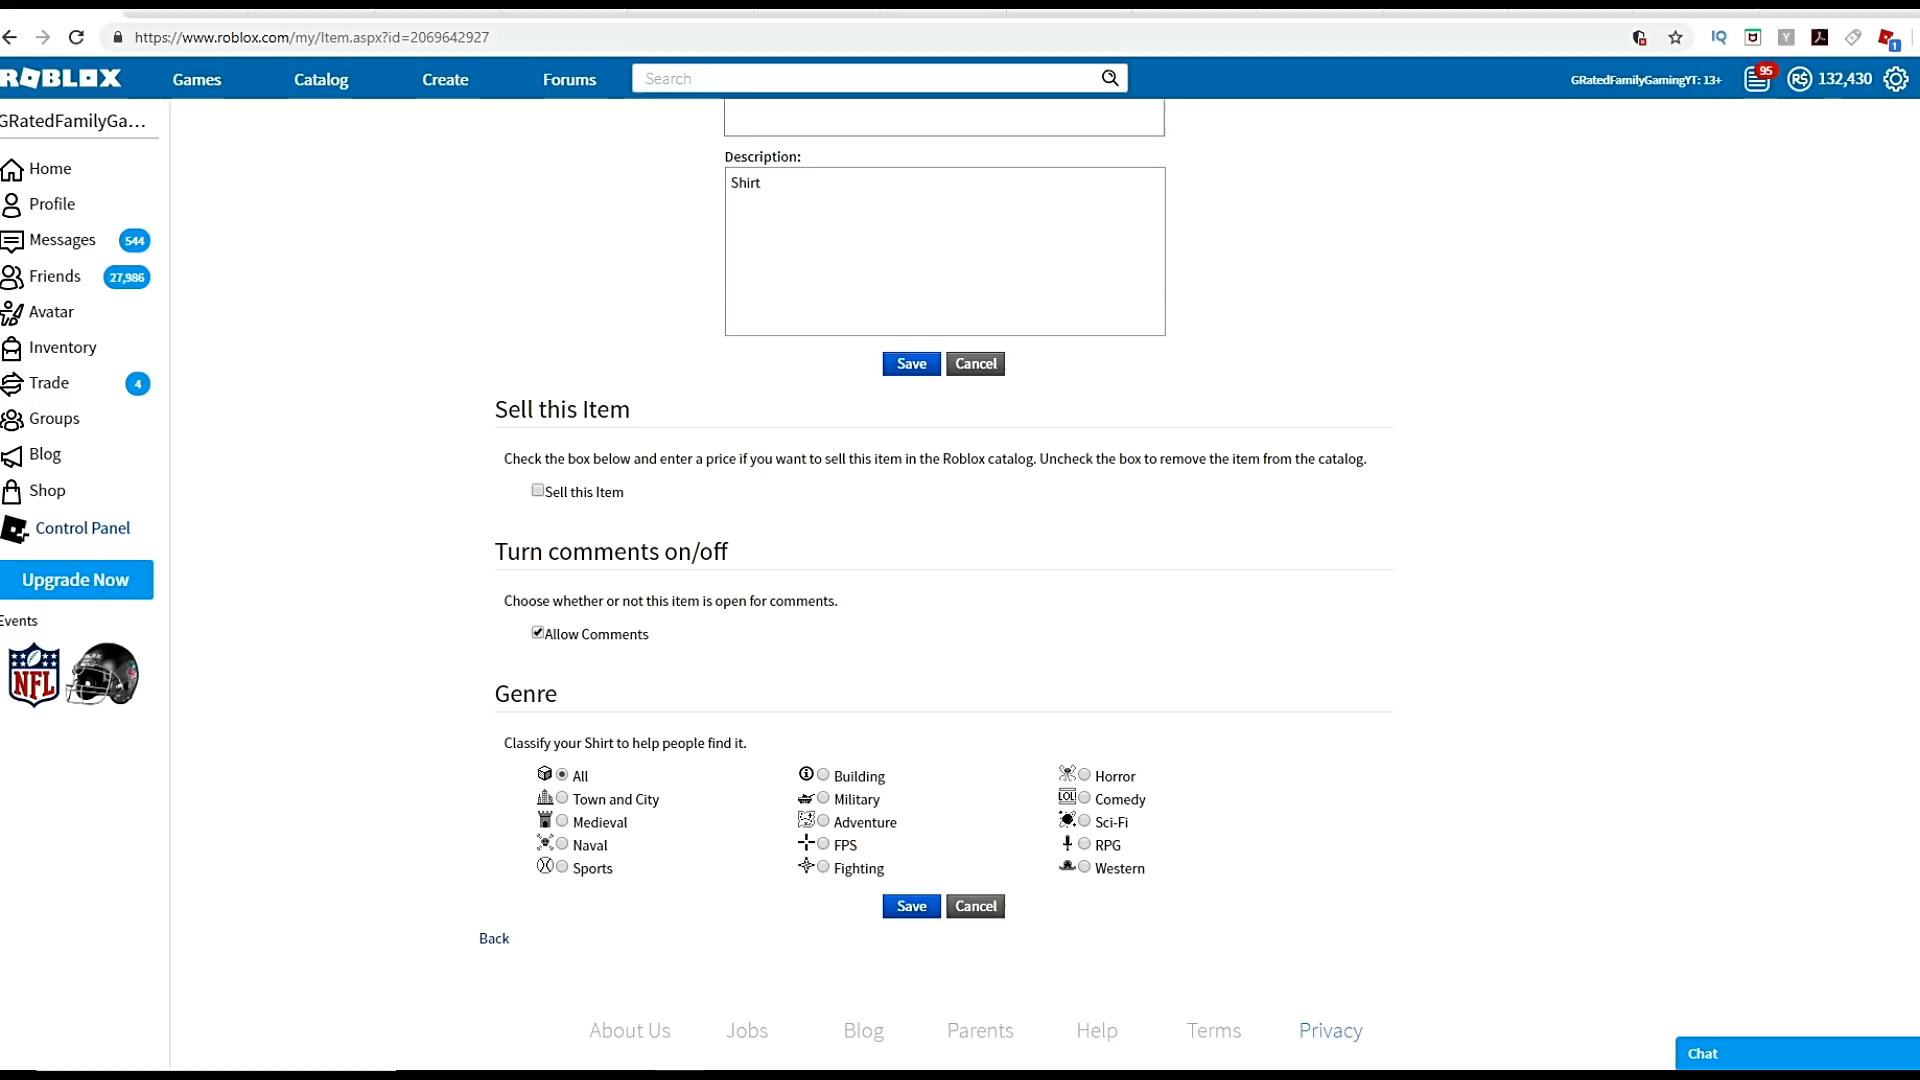 https://www.roblox.com/my/Item.aspx?id=2069642927
IQ
Y
1
ROBLOX
Games
Catalog
Create
Forums
Search
GRatedFamilyGamingYT: 13+
95
R$
132,430
GRatedFamilyGa...
Home
Profile
Messages 544
Friends 27,986
Avatar
Inventory
Trade 4
Groups
Blog
Shop
Control Panel
Upgrade Now
Events
NFL
Description:
Shirt
Save Cancel
Sell this Item
Check the box below and enter a price if you want to sell this item in the Roblox catalog. Uncheck the box to remove the item from the catalog.
Sell this Item
Turn comments on/off
Choose whether or not this item is open for comments.
Allow Comments
Genre
Classify your Shirt to help people find it.
All Building Horror
Town and City Military LOL Comedy
Medieval Adventure Sci-Fi
Naval FPS RPG
Sports Fighting Western
Save Cancel
Back
About Us Jobs Blog Parents Help Terms Privacy
Chat